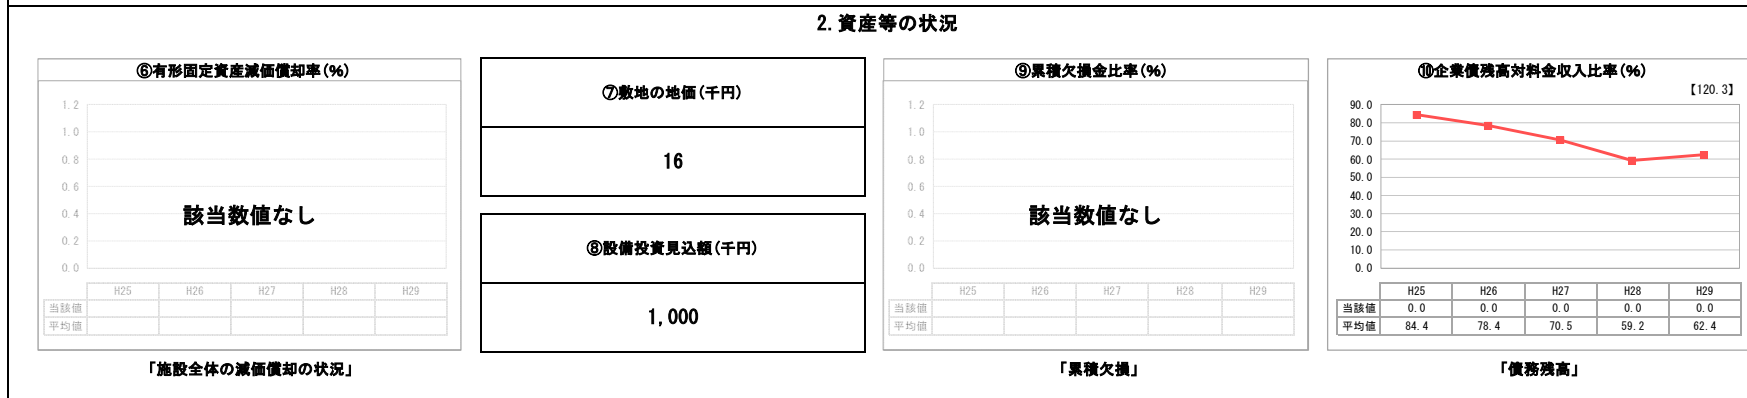 2. 資産等の状況
⑥有形固定資産減価償却率(%)
1.2
1.0
0.8
0.6
0.4
0.2
0.0
該当数値なし
H25 H26 H27 H28 H29
当該値
平均値
「施設全体の減価償却の状況」
⑦敷地の地価(千円)
16
⑧設備投資見込額(千円)
1,000
⑨累積欠損金比率(%)
1.2
1.0
0.8
0.6
0.4
0.2
0.0
該当数値なし
H25 H26 H27 H28 H29
当該値
平均値
「累積欠損」
⑩企業債残高対料金収入比率(%)
【120.3】
90.0
80.0
70.0
60.0
50.0
40.0
30.0
20.0
10.0
0.0
H25 H26 H27 H28 H29
当該値 0.0 0.0 0.0 0.0 0.0
平均値 84.4 78.4 70.5 59.2 62.4
「債務残高」